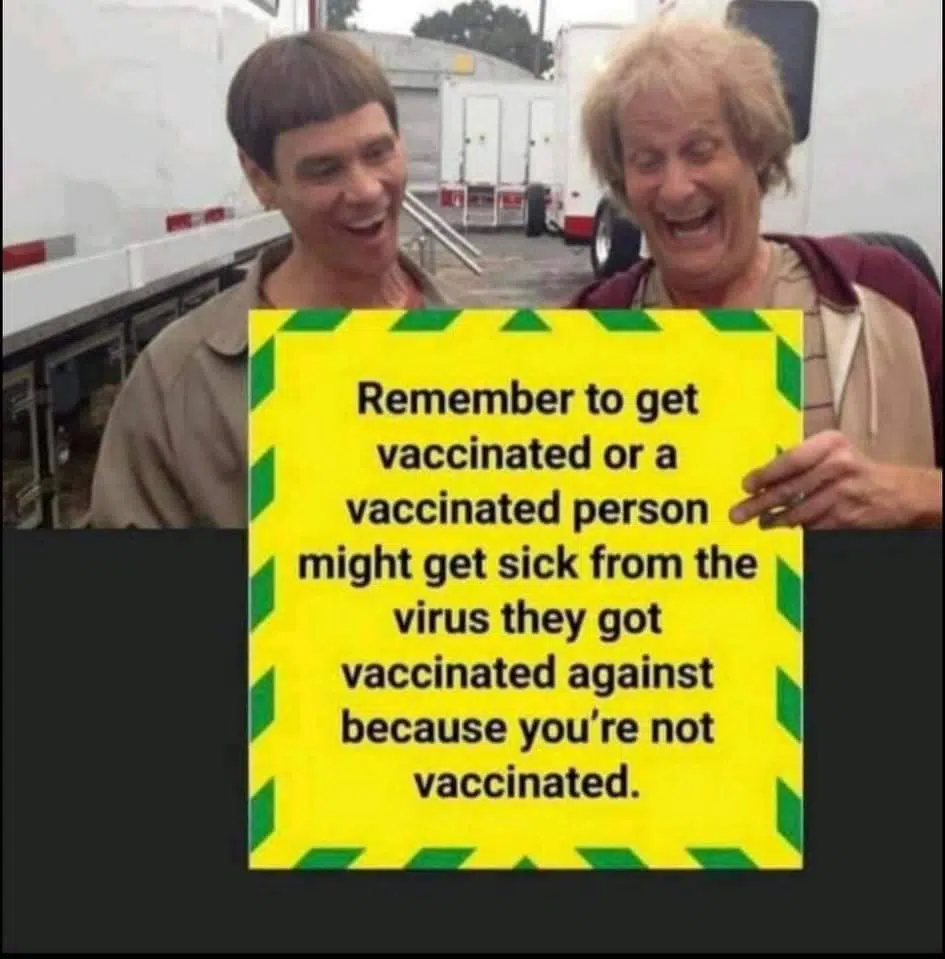 Remember to get
vaccinated or a
vaccinated person
might get sick from the
virus they got
vaccinated against
because you're not
vaccinated.